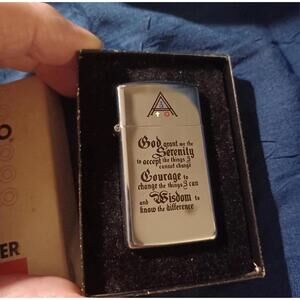 God grant me the
Serenity
to accept the things I
cannot change
Courage to
change the things I can
and Wisdom to
know the difference